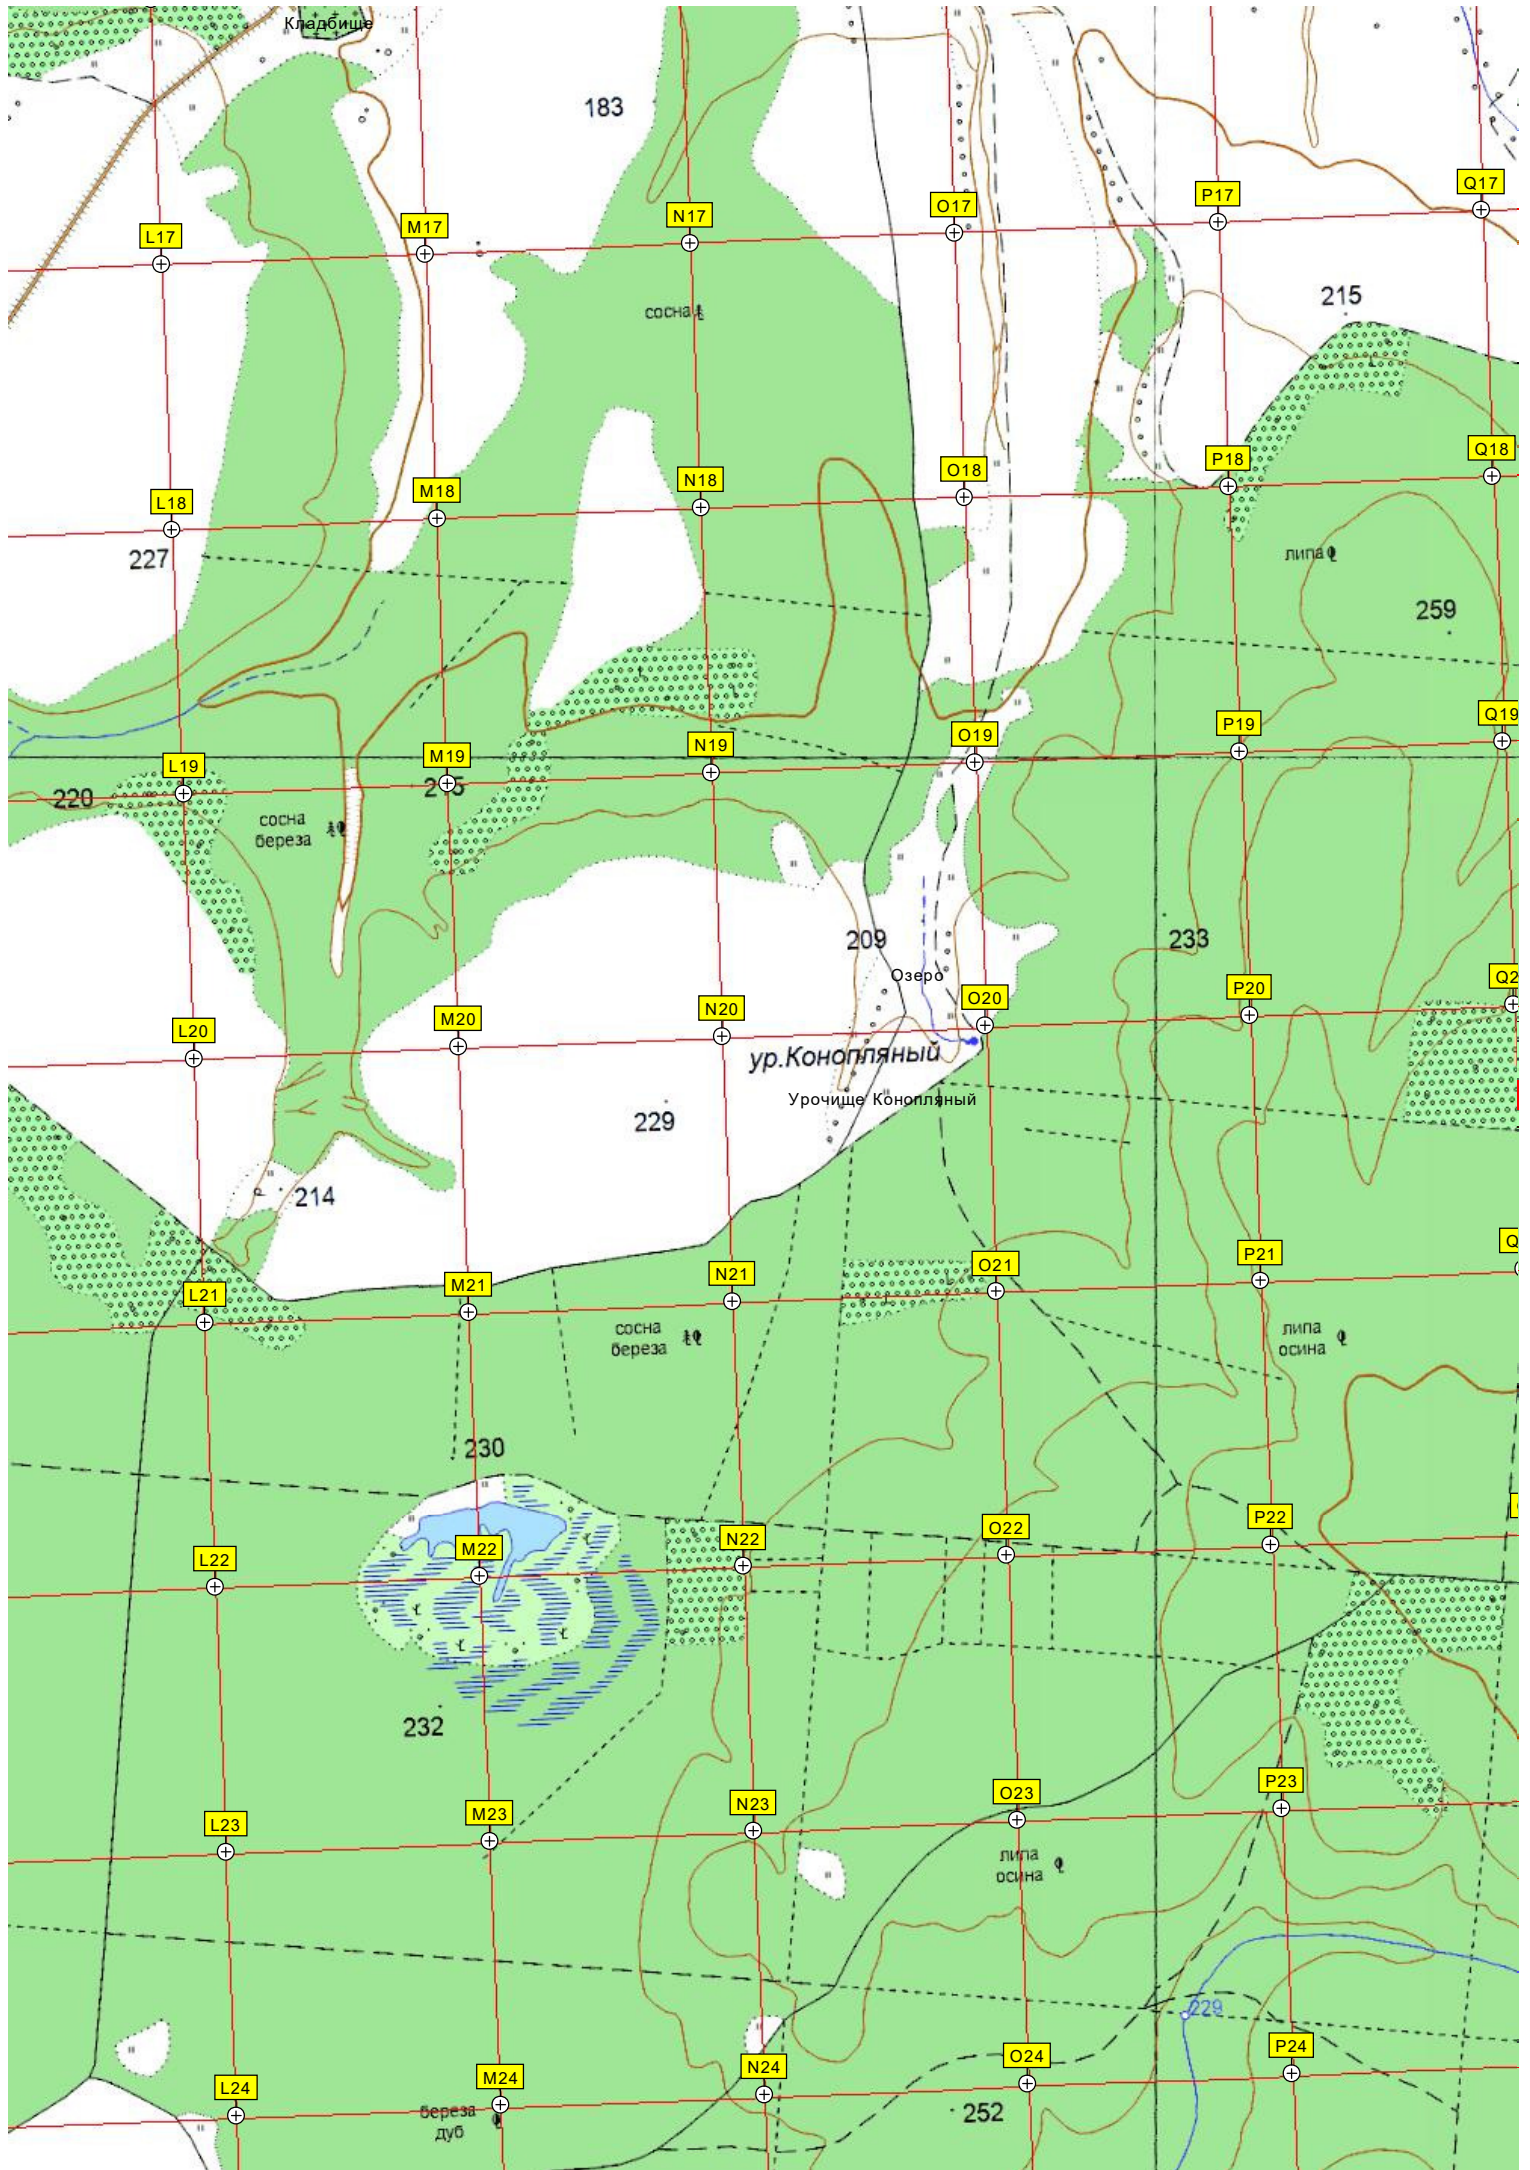 Кладбище
183
Q17
P17
O17
N17
M17
L17
215
сосна
Q18
P18
O18
N18
M18
L18
227
липа
259
Q19
P19
O19
N19
M19
L19
220
215
сосна
береза
209
233
Озеро
Q2
P20
O20
N20
M20
L20
ур.Конопляный
Урочище Конопляный
229
214
Q
P21
O21
N21
M21
L21
сосна
береза
липа
осина
230
P22
O22
N22
M22
L22
232
P23
O23
N23
M23
L23
липа
осина
229
P24
O24
N24
M24
L24
252
береза
дуб